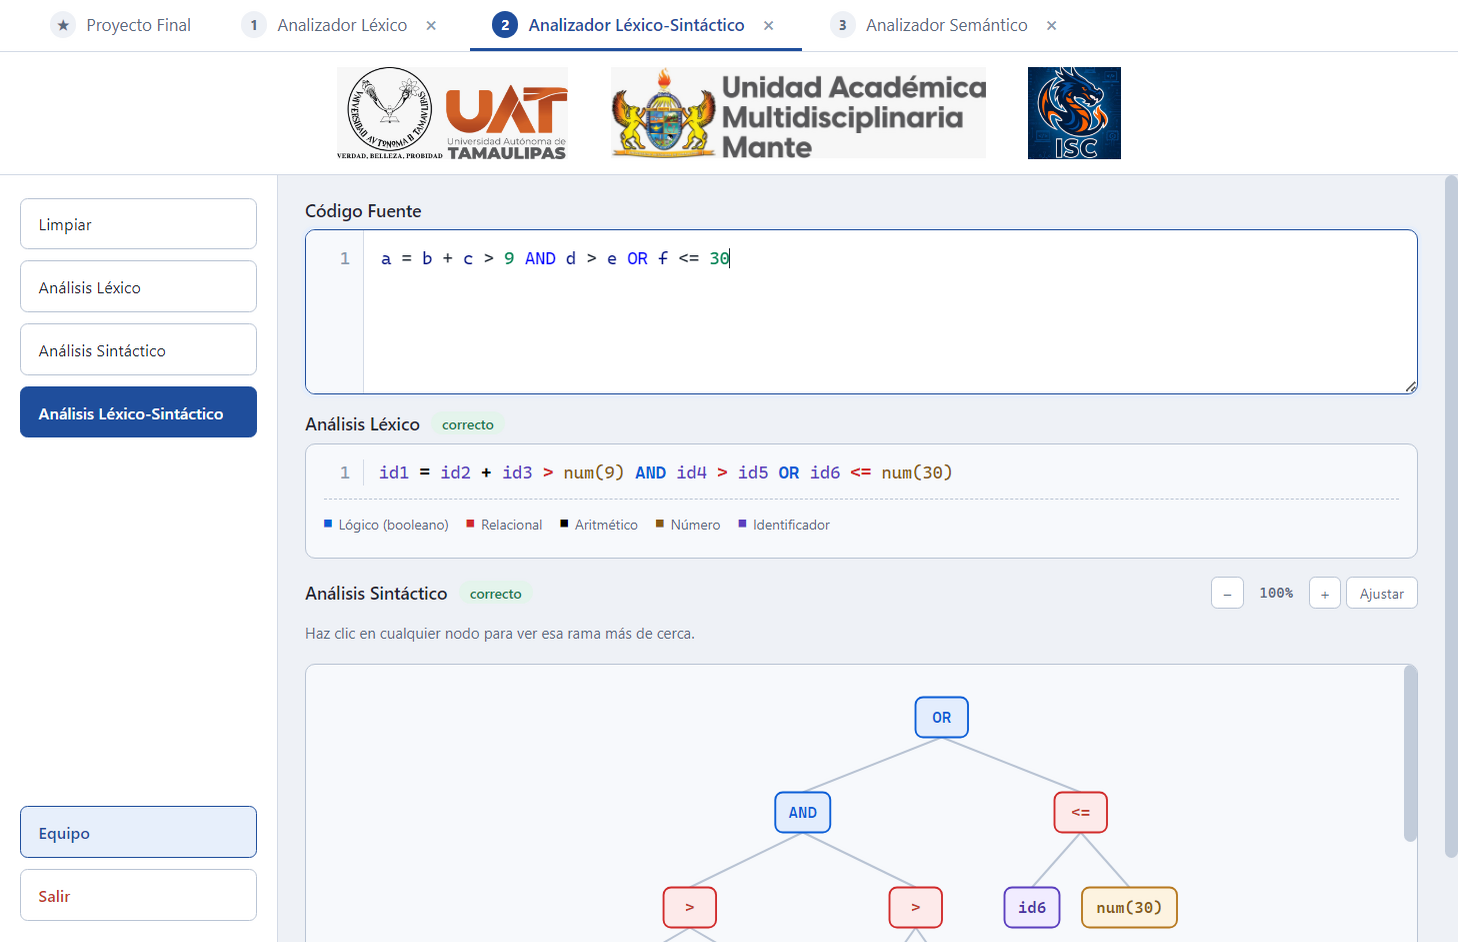 ★ Proyecto Final 1 Analizador Léxico × 2 Analizador Léxico-Sintáctico × 3 Analizador Semántico ×
UNIVERSIDAD AUTONOMA DE TAMAULIPAS
VERDAD, BELLEZA, PROBIDAD
UAT
Universidad Autónoma de
TAMAULIPAS
Unidad Académica
Multidisciplinaria
Mante
ISC
Limpiar
Análisis Léxico
Análisis Sintáctico
Análisis Léxico-Sintáctico
Equipo
Salir
Código Fuente
1 a = b + c > 9 AND d > e OR f <= 30
Análisis Léxico correcto
1 id1 = id2 + id3 > num(9) AND id4 > id5 OR id6 <= num(30)
Lógico (booleano) Relacional Aritmético Número Identificador
Análisis Sintáctico correcto − 100% + Ajustar
Haz clic en cualquier nodo para ver esa rama más de cerca.
OR
AND <=
> > id6 num(30)